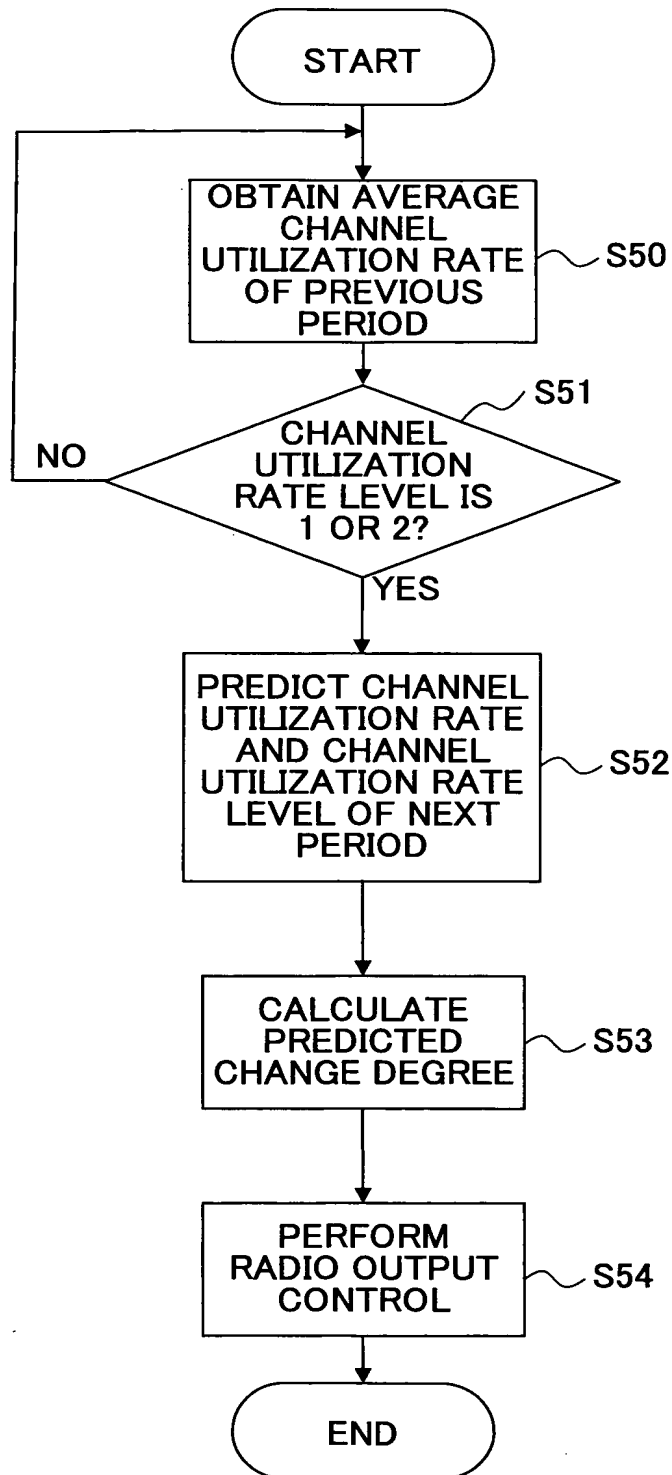 START
OBTAIN AVERAGE
CHANNEL
UTILIZATION RATE
OF PREVIOUS
PERIOD
S50
S51
CHANNEL
UTILIZATION
RATE LEVEL IS
1 OR 2?
NO
YES
PREDICT CHANNEL
UTILIZATION RATE
AND CHANNEL
UTILIZATION RATE
LEVEL OF NEXT
PERIOD
S52
CALCULATE
PREDICTED
CHANGE DEGREE
S53
PERFORM
RADIO OUTPUT
CONTROL
S54
END